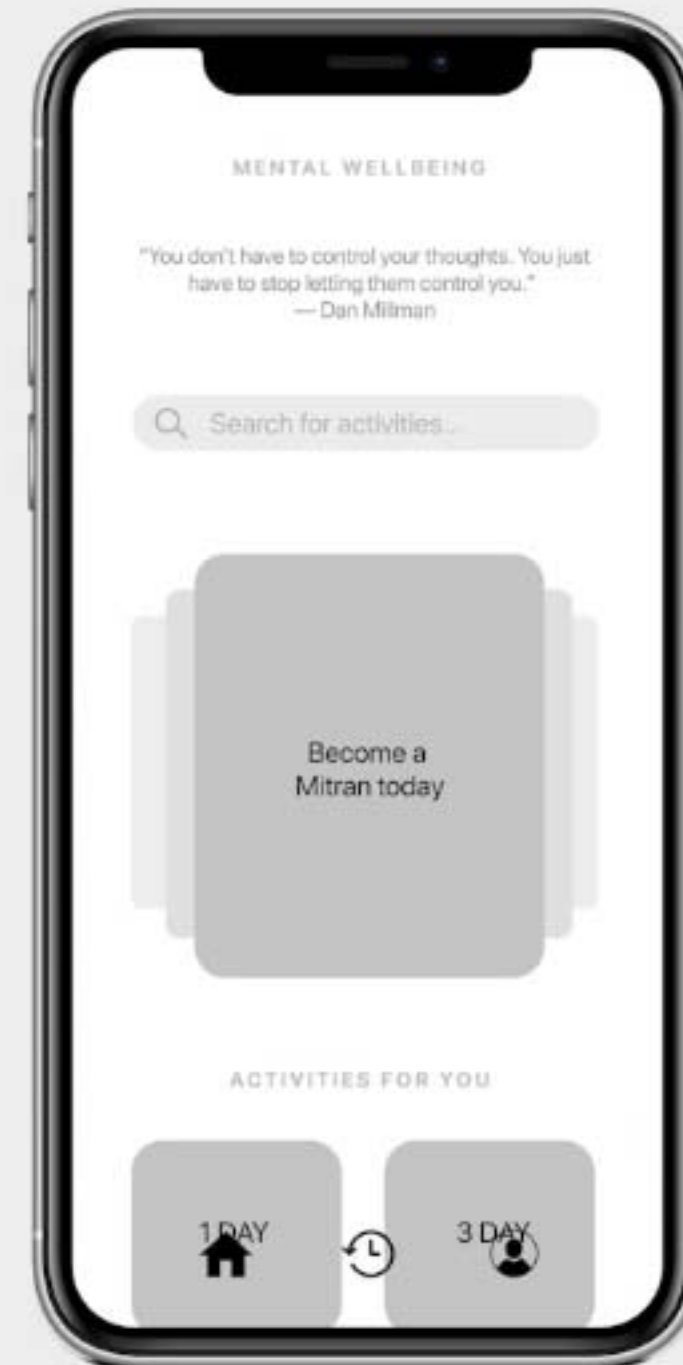 MENTAL WELLBEING
"You don't have to control your thoughts. You just
have to stop letting them control you."
— Dan Millman
Search for activities...
Become a
Mitran today
ACTIVITIES FOR YOU
1 DAY
3 DAY